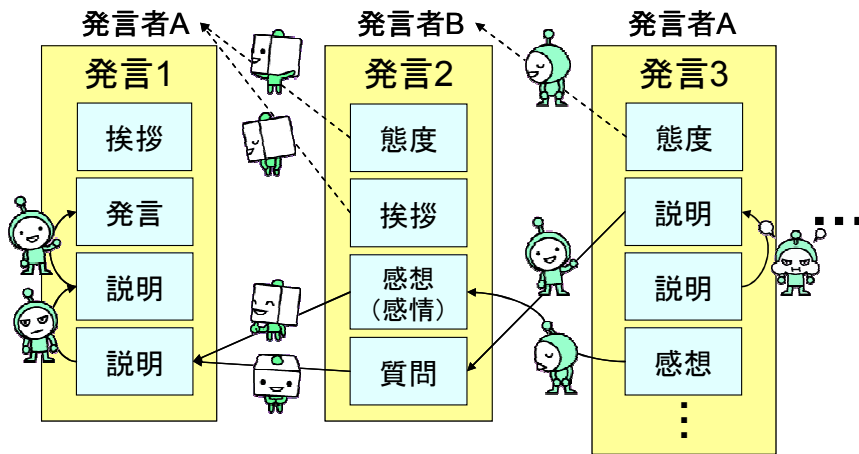 発言者A
発言1
挨拶
発言
説明
説明
発言者B
発言2
態度
挨拶
感想
(感情)
質問
発言者A
発言3
態度
説明
説明
感想
⋮
…